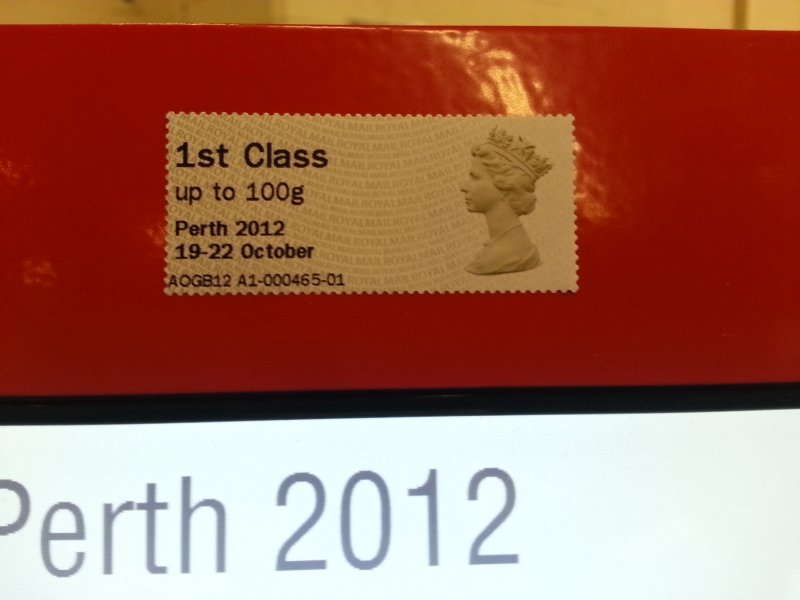 1st Class
up to 100g
Perth 2012
19-22 October
AOGB12 A1-000465-01
Perth 2012